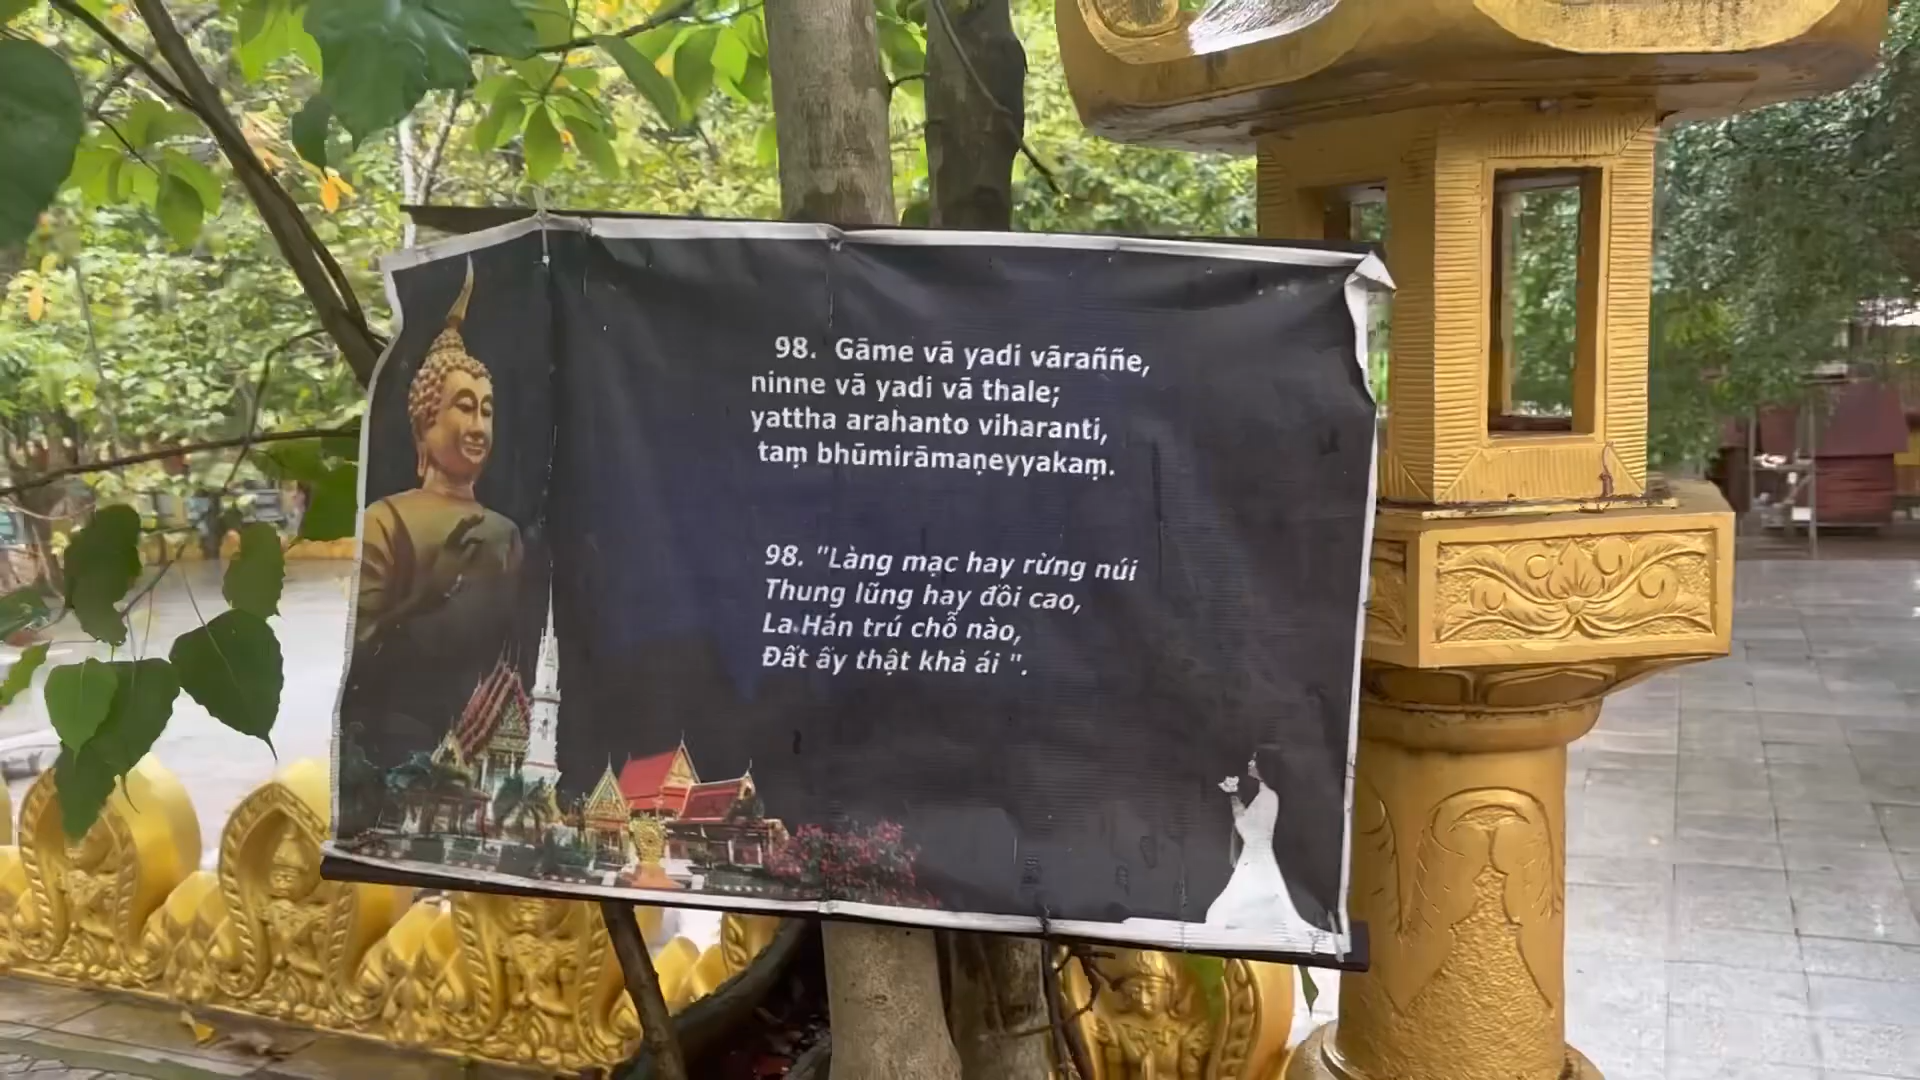 98. Gāme vā yadi vāraññe,
ninne vā yadi vā thale;
yattha arahanto viharanti,
taṃ bhūmirāmaṇeyyakaṃ.
98. "Làng mạc hay rừng núi
Thung lũng hay đồi cao,
La Hán trú chỗ nào,
Đất ấy thật khả ái ".